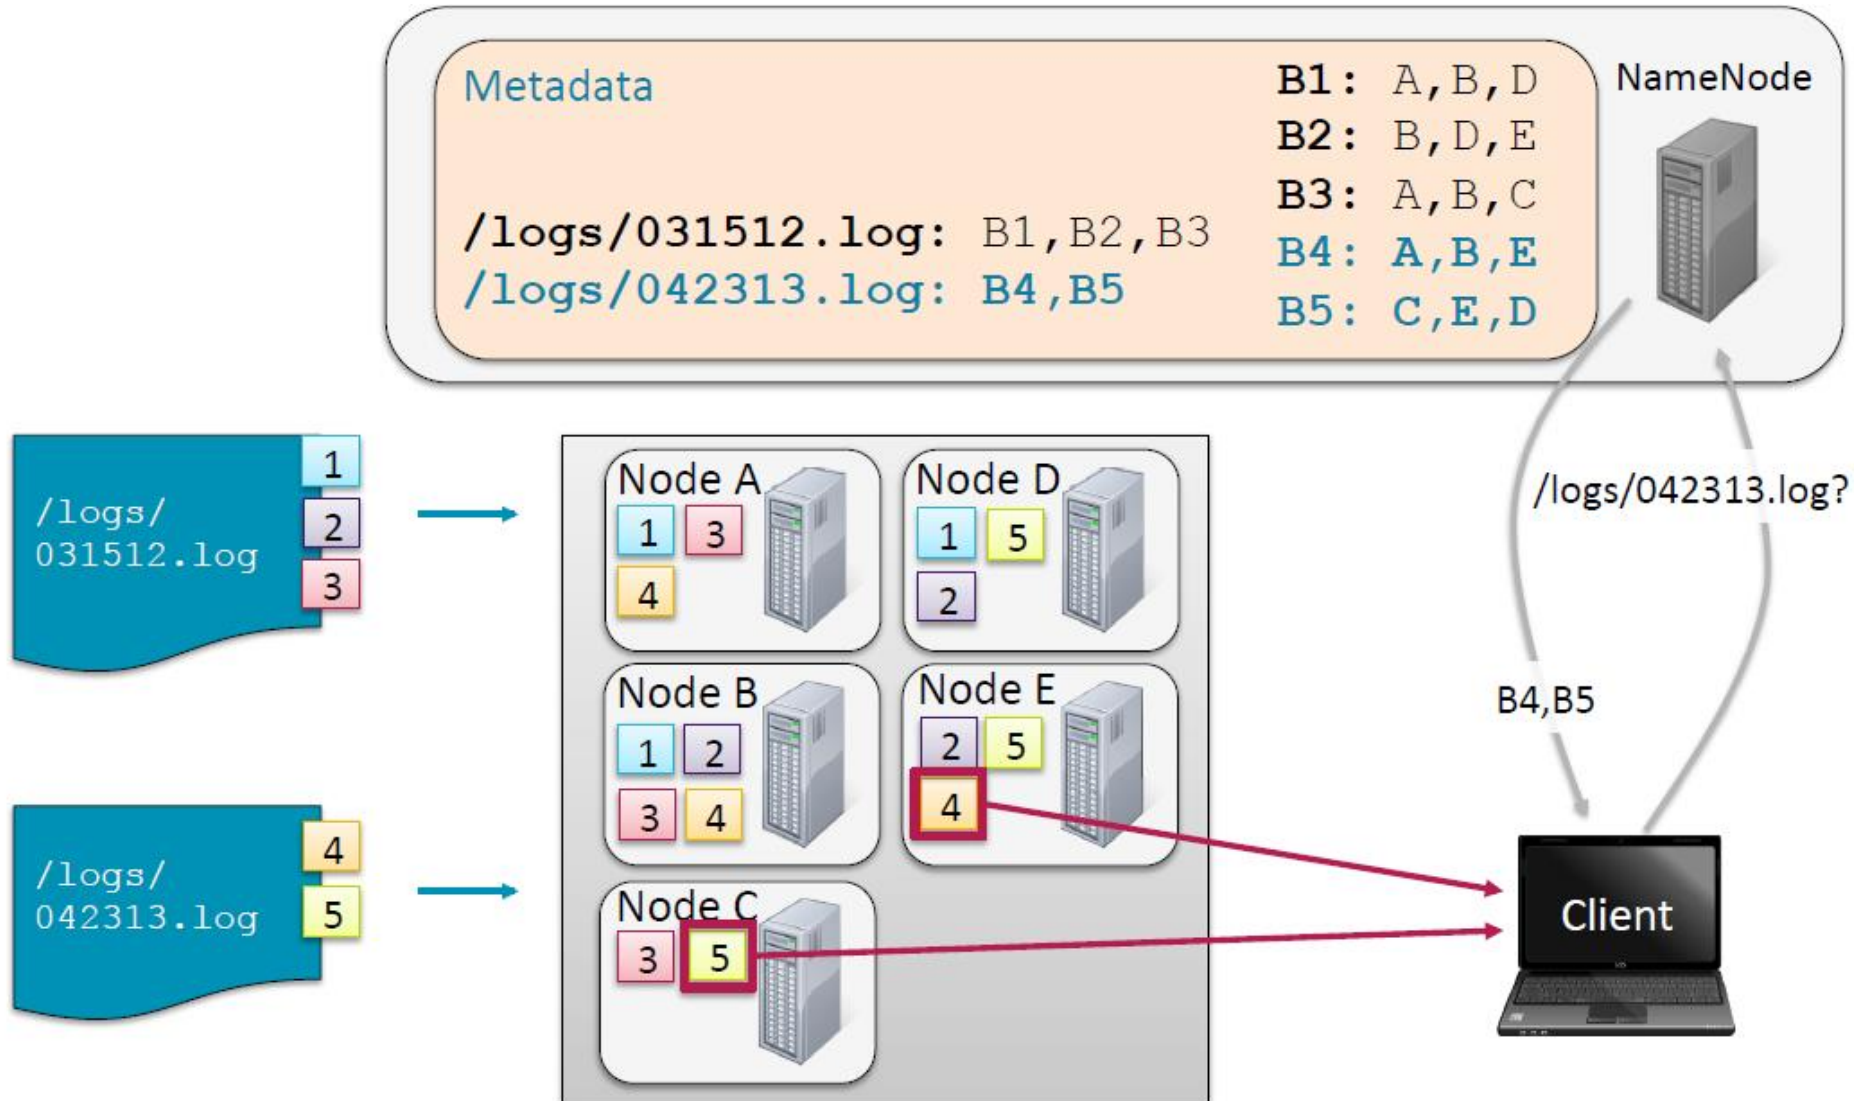 Metadata
/logs/031512.log: B1,B2,B3
/logs/042313.log: B4,B5
B1: A,B,D
B2: B,D,E
B3: A,B,C
B4: A,B,E
B5: C,E,D
NameNode
/logs/
031512.log
1
2
3
/logs/
042313.log
4
5
Node A
1 3
4
Node D
1 5
2
Node B
1 2
3 4
Node E
2 5
4
Node C
3 5
/logs/042313.log?
B4,B5
Client